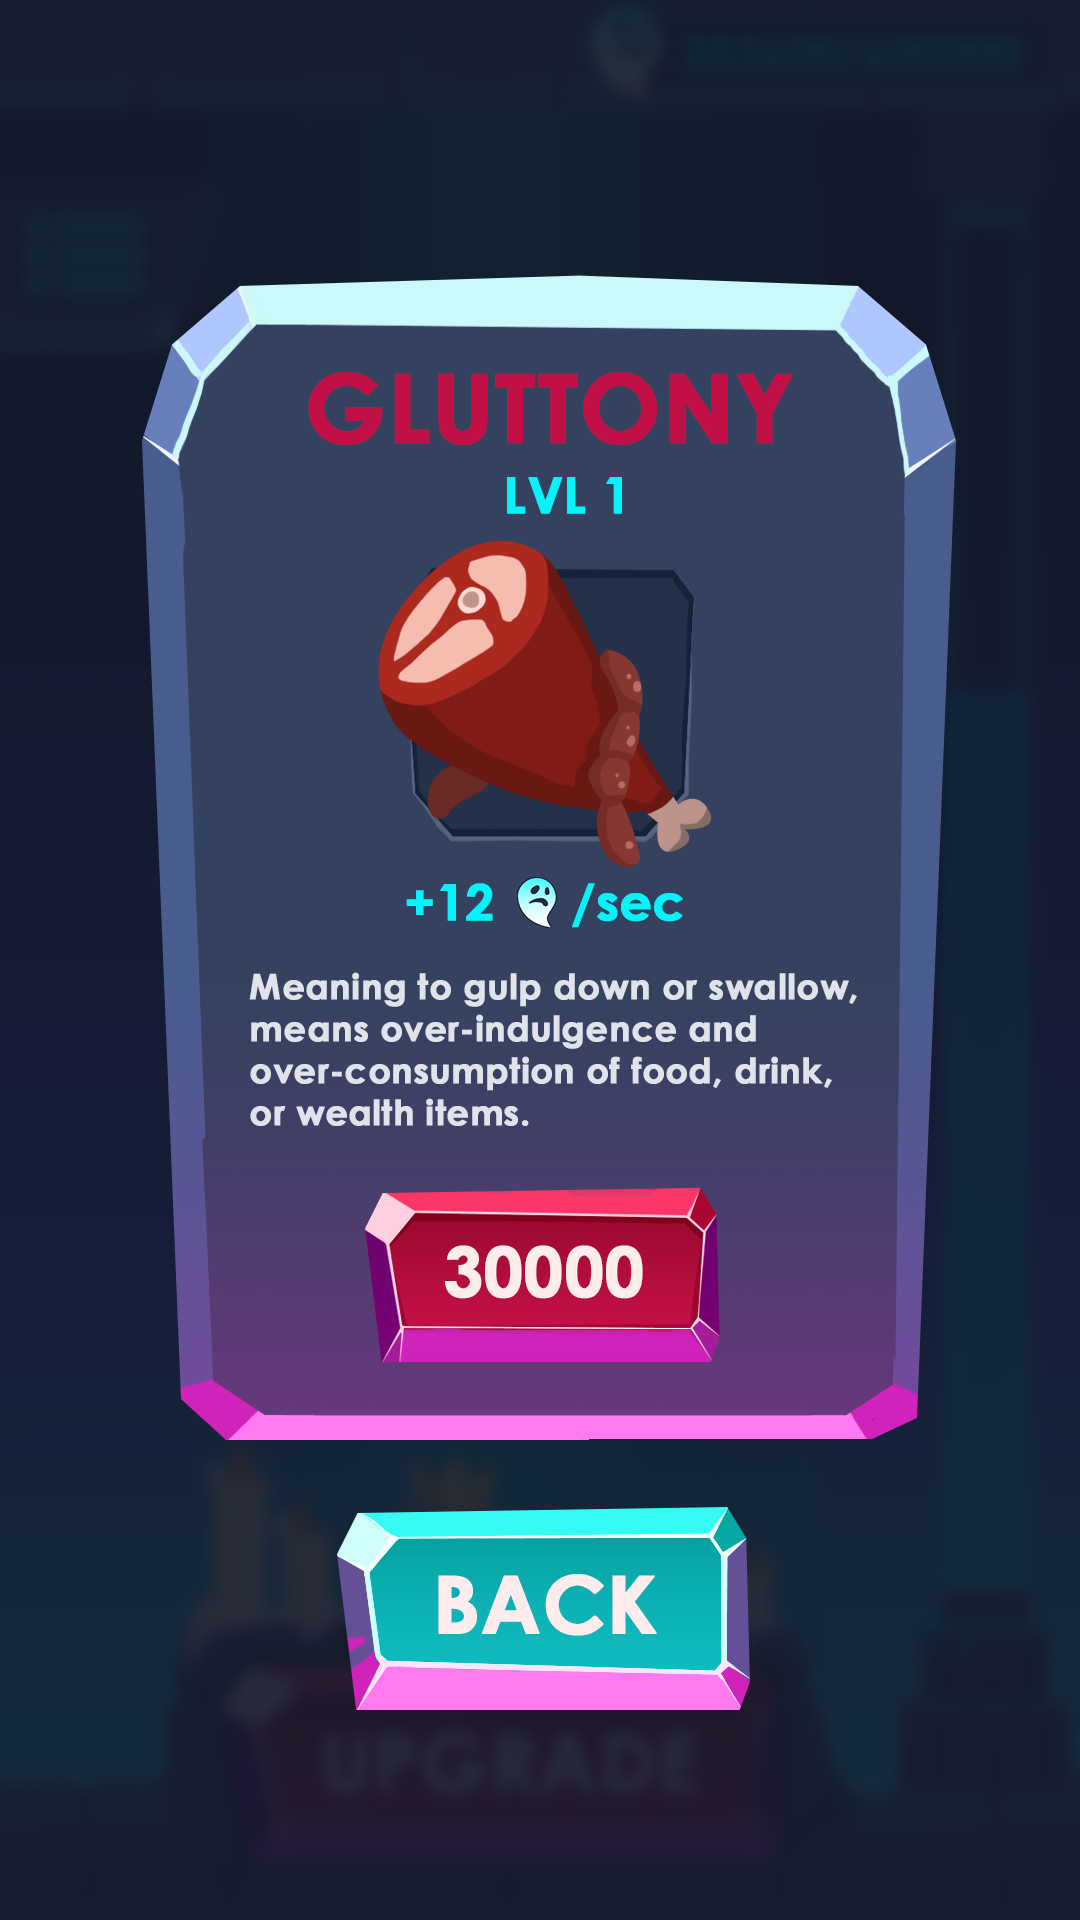 GLUTTONY
LVL 1
+12 /sec
Meaning to gulp down or swallow,
means over-indulgence and
over-consumption of food, drink,
or wealth items.
30000
BACK
UPGRADE